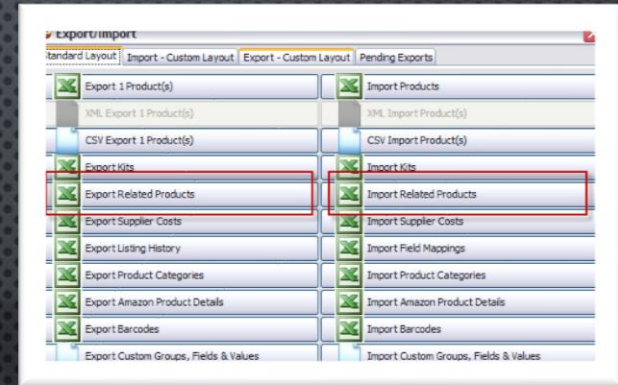 Export/Import
Standard Layout Import - Custom Layout Export - Custom Layout Pending Exports
Export 1 Product(s) Import Products
XML Export 1 Product(s) XML Import Product(s)
CSV Export 1 Product(s) CSV Import Product(s)
Export Kits Import Kits
Export Related Products Import Related Products
Export Supplier Costs Import Supplier Costs
Export Listing History Import Field Mappings
Export Product Categories Import Product Categories
Export Amazon Product Details Import Amazon Product Details
Export Barcodes Import Barcodes
Export Custom Groups, Fields & Values Import Custom Groups, Fields & Values